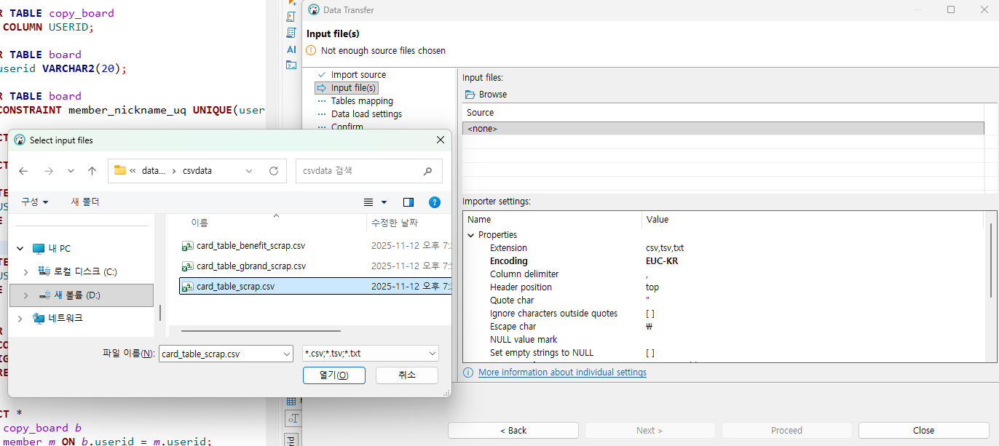 R TABLE copy_board
COLUMN USERID;
R TABLE board
userid VARCHAR2(20);
R TABLE board
CONSTRAINT member_nickname_uq UNIQUE(user
CT *
copy_board b
member m ON b.userid = m.userid;
AI
Data Transfer
Input file(s)
Not enough source files chosen
Import source
Input file(s)
Tables mapping
Data load settings
Confirm
Input files:
Browse
Source
<none>
Importer settings:
Name Value
Properties
Extension csv,tsv,txt
Encoding EUC-KR
Column delimiter ,
Header position top
Quote char "
Ignore characters outside quotes [ ]
Escape char ₩
NULL value mark
Set empty strings to NULL [ ]
More information about individual settings
< Back Next > Proceed Close
Select input files
« data... › csvdata
csvdata 검색
구성 새 폴더
이름 수정한 날짜
card_table_benefit_scrap.csv 2025-11-12 오후 7:
card_table_gbrand_scrap.csv 2025-11-12 오후 7:
card_table_scrap.csv 2025-11-12 오후 7:
내 PC
로컬 디스크 (C:)
새 볼륨 (D:)
네트워크
파일 이름(N): card_table_scrap.csv *.csv;*.tsv;*.txt
열기(O) 취소